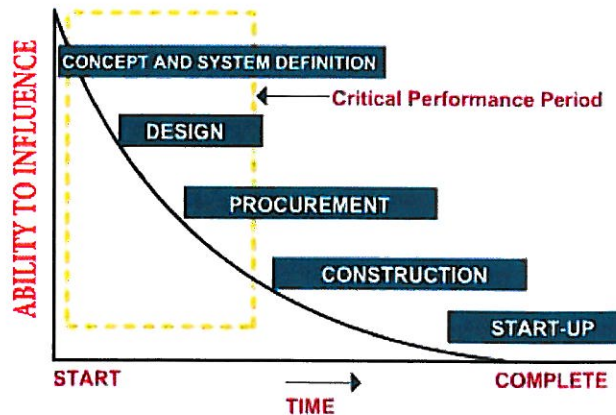 ABILITY TO INFLUENCE
CONCEPT AND SYSTEM DEFINITION
Critical Performance Period
DESIGN
PROCUREMENT
CONSTRUCTION
START-UP
START
COMPLETE
TIME